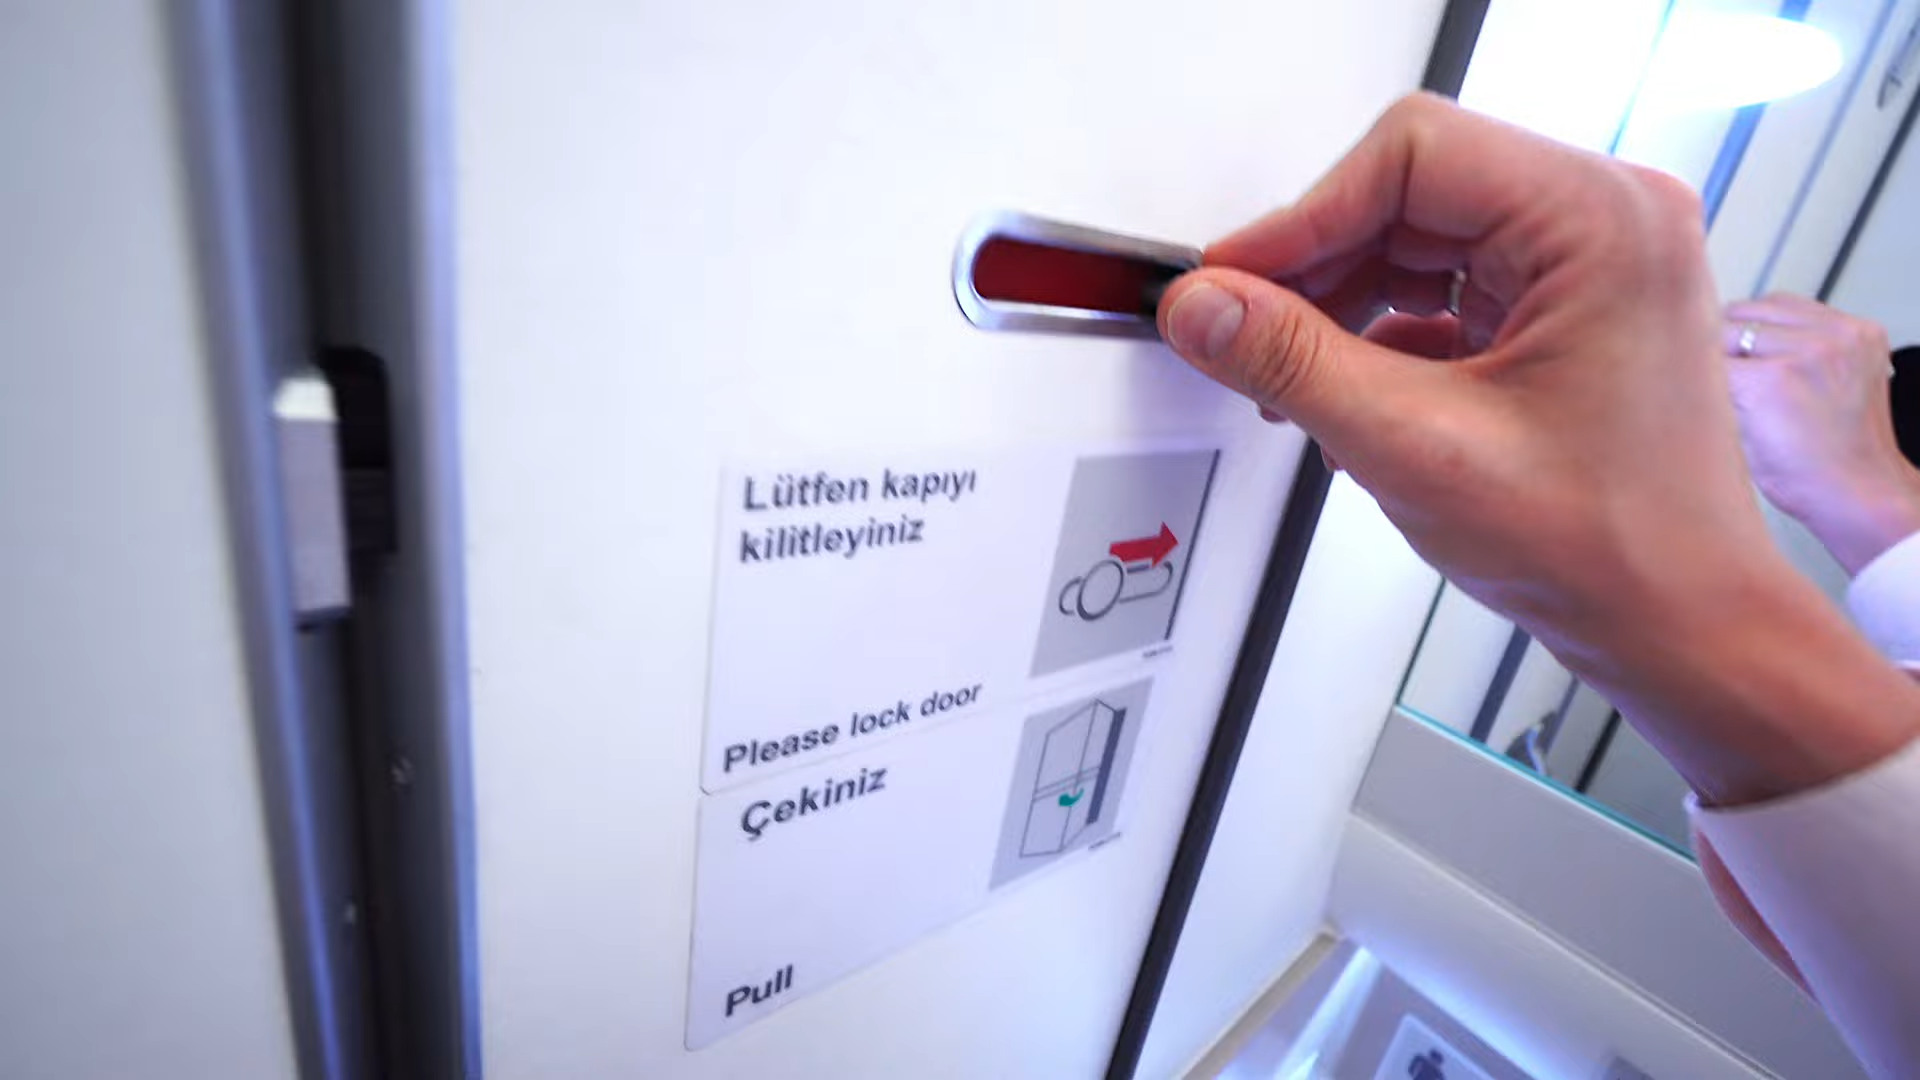 Lütfen kapıyı
kilitleyiniz
Please lock door
Çekiniz
Pull